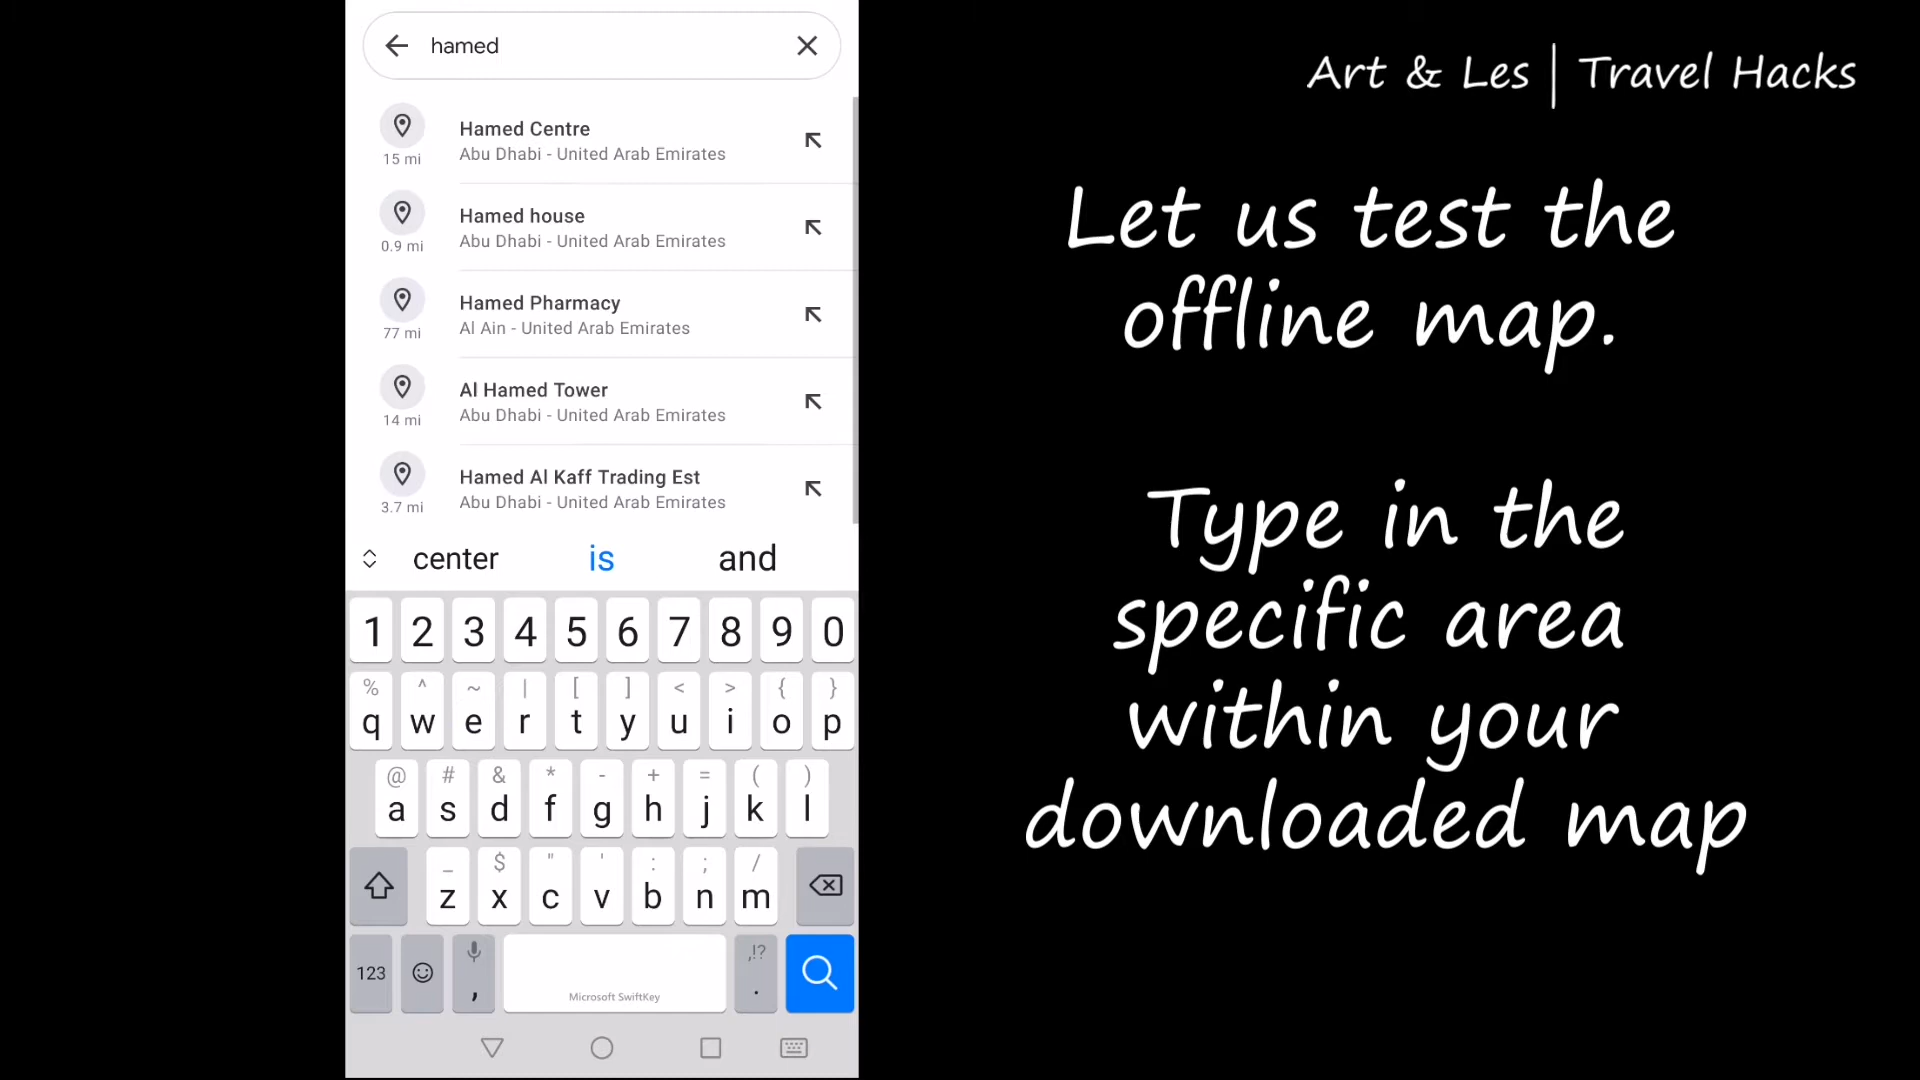 hamed
Hamed Centre
15 mi
Abu Dhabi - United Arab Emirates
Hamed house
0.9 mi
Abu Dhabi - United Arab Emirates
Hamed Pharmacy
77 mi
Al Ain - United Arab Emirates
Al Hamed Tower
14 mi
Abu Dhabi - United Arab Emirates
Hamed Al Kaff Trading Est
3.7 mi
Abu Dhabi - United Arab Emirates
center is and
1 2 3 4 5 6 7 8 9 0
% ^ ~ | [ ] < > { }
q w e r t y u i o p
@ # & * - + = ( )
a s d f g h j k l
_ $ " ' : ; /
z x c v b n m
123 , ,!? .
Microsoft SwiftKey
Art & Les | Travel Hacks
Let us test the
offline map.
Type in the
specific area
within your
downloaded map